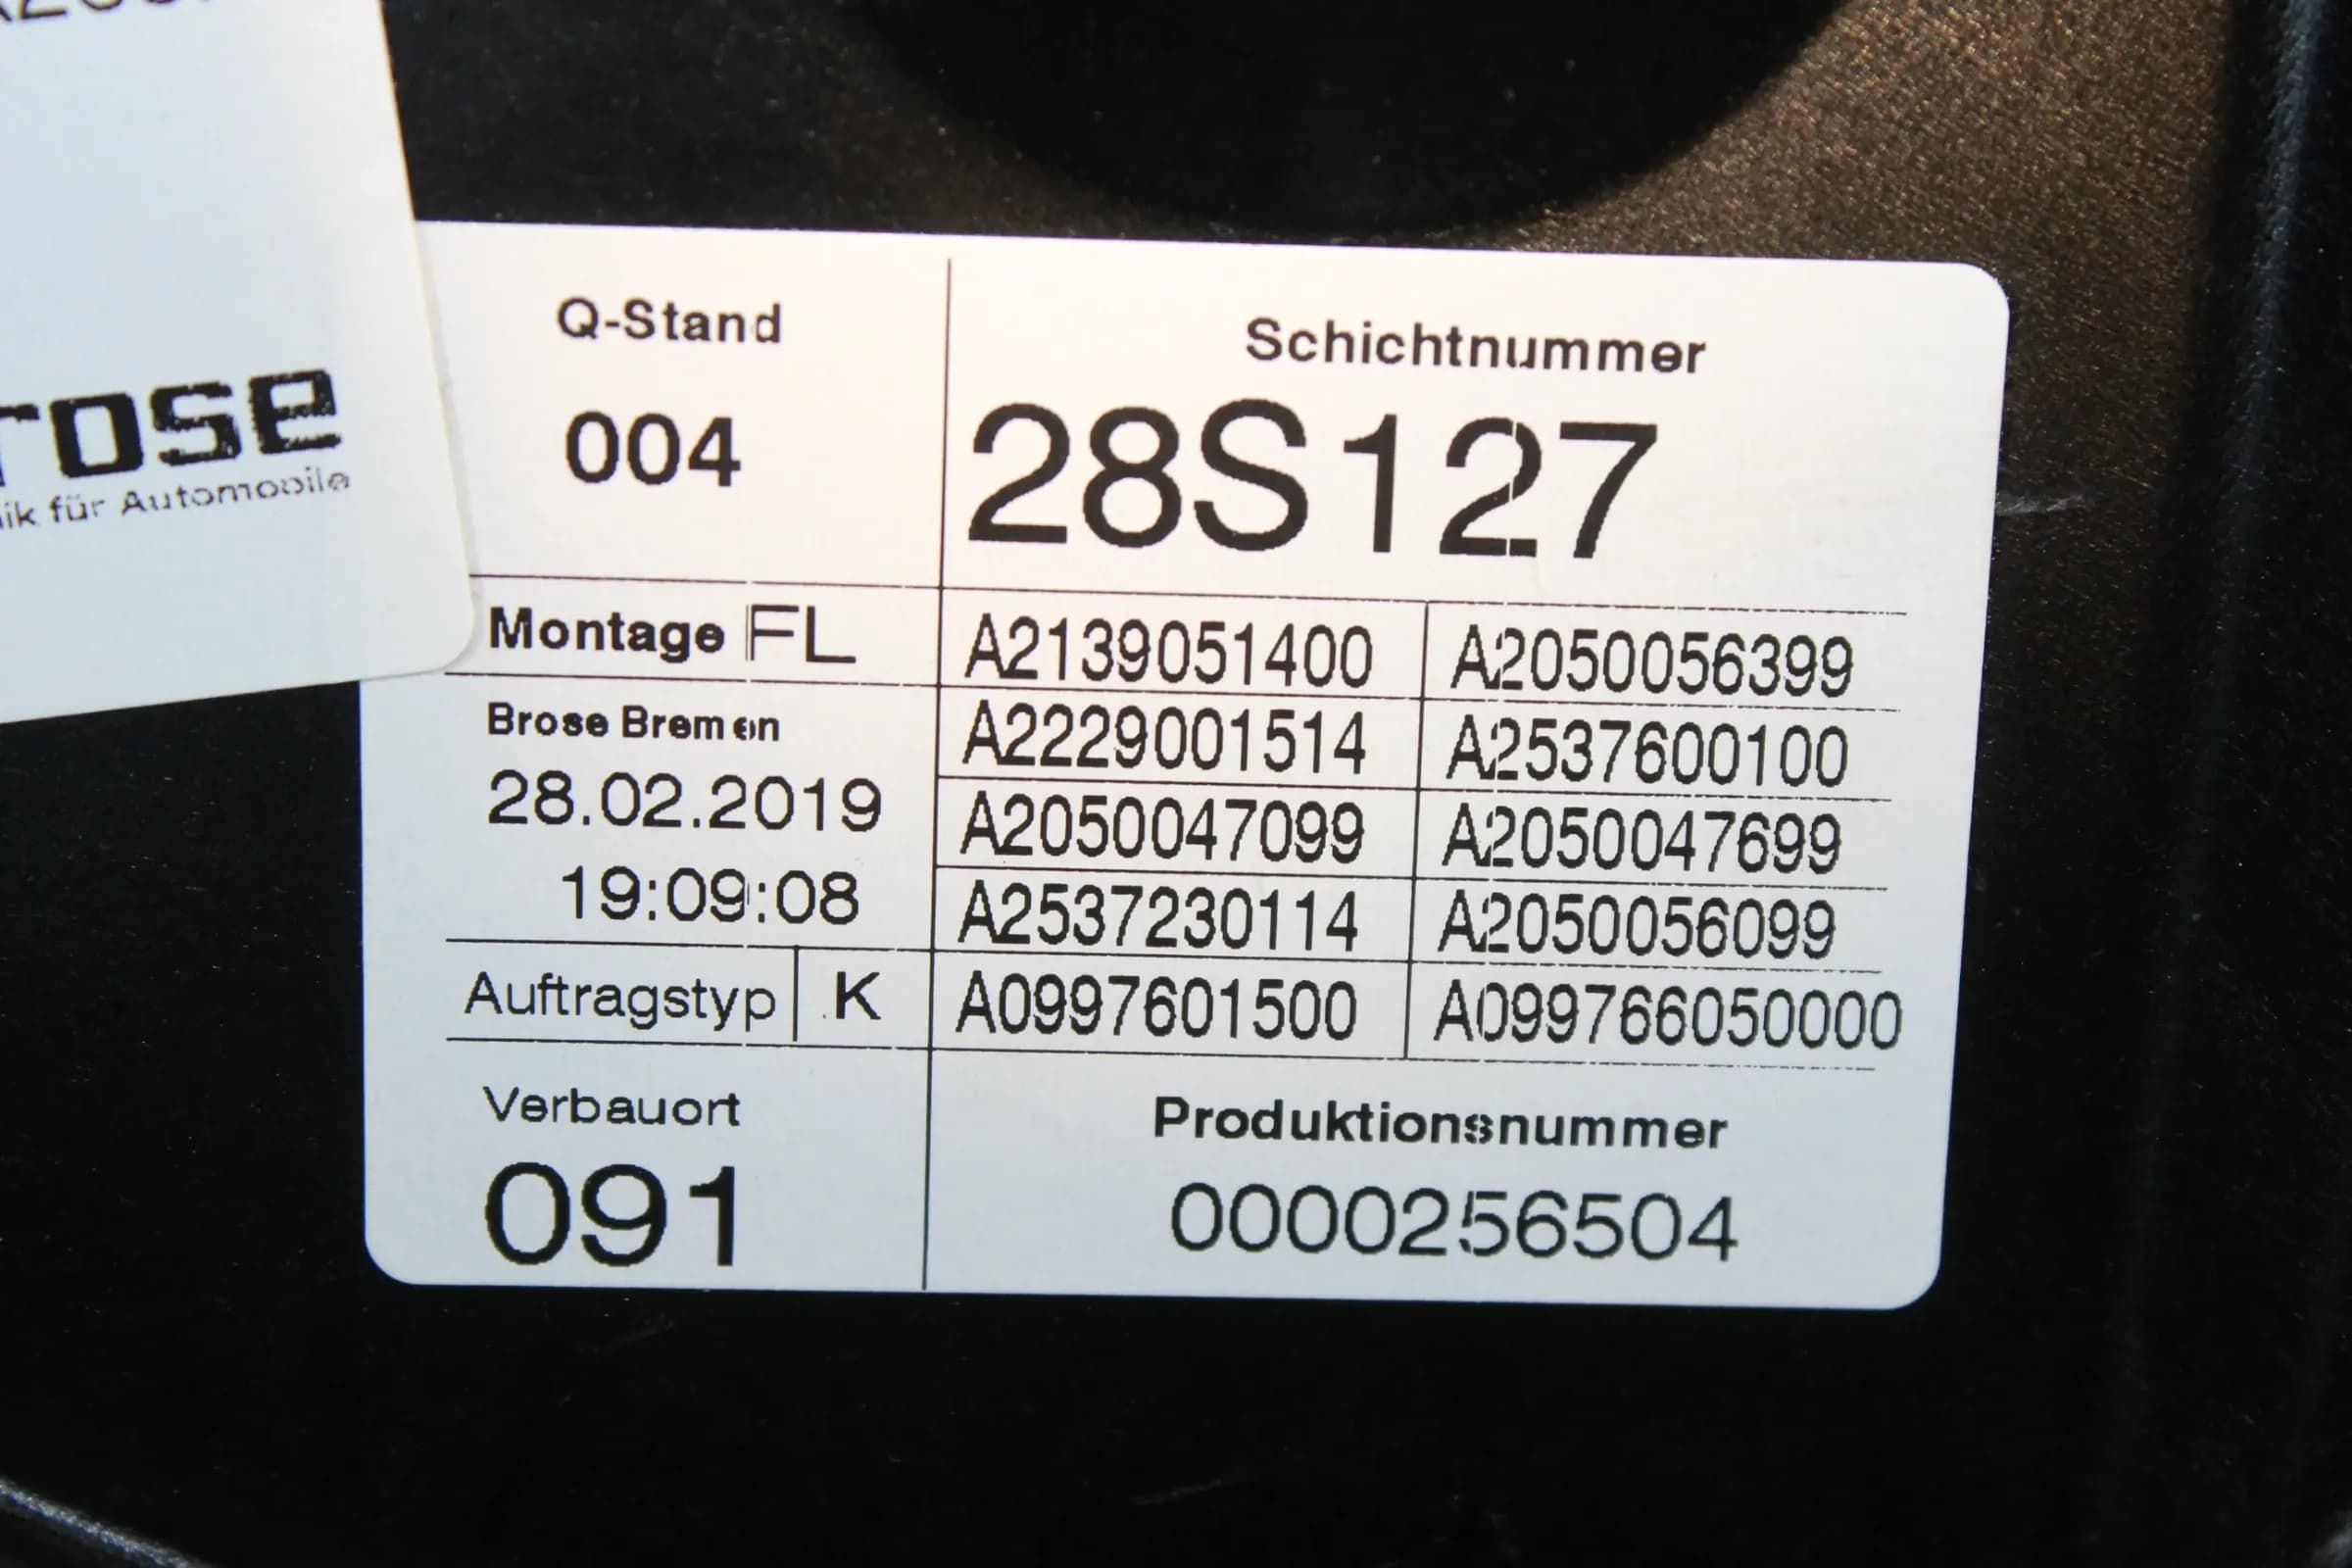 rose
für Automobile
Q-Stand
004
Schichtnummer
28S127
Montage FL
Brose Bremen
28.02.2019
19:09:08
Auftragstyp K
A2139051400 A2050056399
A2229001514 A2537600100
A2050047099 A2050047699
A2537230114 A2050056099
A0997601500 A099766050000
Verbauort
091
Produktionsnummer
0000256504